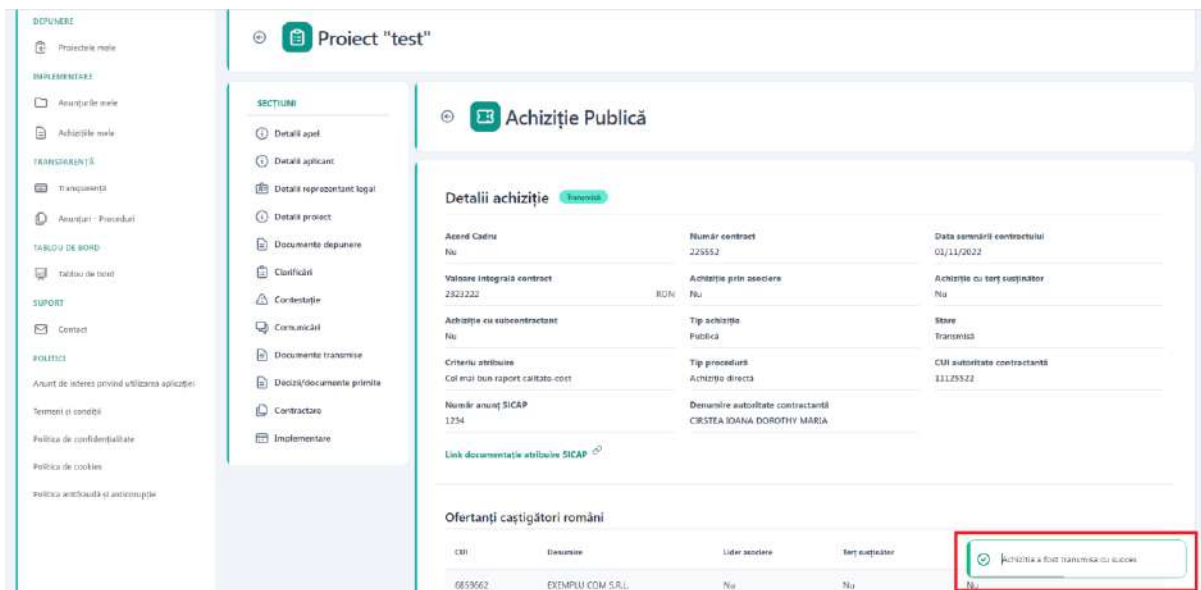 DEPUNERE
Proiectele mele
IMPLEMENTARE
Anunțurile mele
Achizițiile mele
TRANSPARENȚĂ
Transparență
Anunțuri - Proceduri
TABLOU DE BORD
Tablou de bord
SUPORT
Contact
POLITICI
Anunt de interes privind utilizarea aplicației
Termeni și condiții
Politica de confidențialitate
Politica de cookies
Politica antifraudă și anticorupție
Proiect "test"
SECȚIUNI
Detalii apel
Detalii aplicant
Detalii reprezentant legal
Detalii proiect
Documente depunere
Clarificări
Contestație
Comunicări
Documente transmise
Decizii/documente primite
Contractare
Implementare
Achiziție Publică
Detalii achiziție Transmisă
Acord Cadru Număr contract Data semnării contractului
Nu 225552 01/11/2022
Valoare integrală contract Achiziție prin asociere Achiziție cu terț susținător
2323222 RON Nu Nu
Achiziție cu subcontractant Tip achiziție Stare
Nu Publică Transmisă
Criteriu atribuire Tip procedură CUI autoritate contractantă
Cel mai bun raport calitate-cost Achiziție directă 11125522
Număr anunț SICAP Denumire autoritate contractantă
1234 CIRSTEA IOANA DOROTHY MARIA
Link documentație atribuire SICAP
Ofertanți castigători români
CUI Denumire Lider asociere Terț susținător
Achizitia a fost transmisa cu succes
6859662 EXEMPLU COM S.R.L. Nu Nu Nu